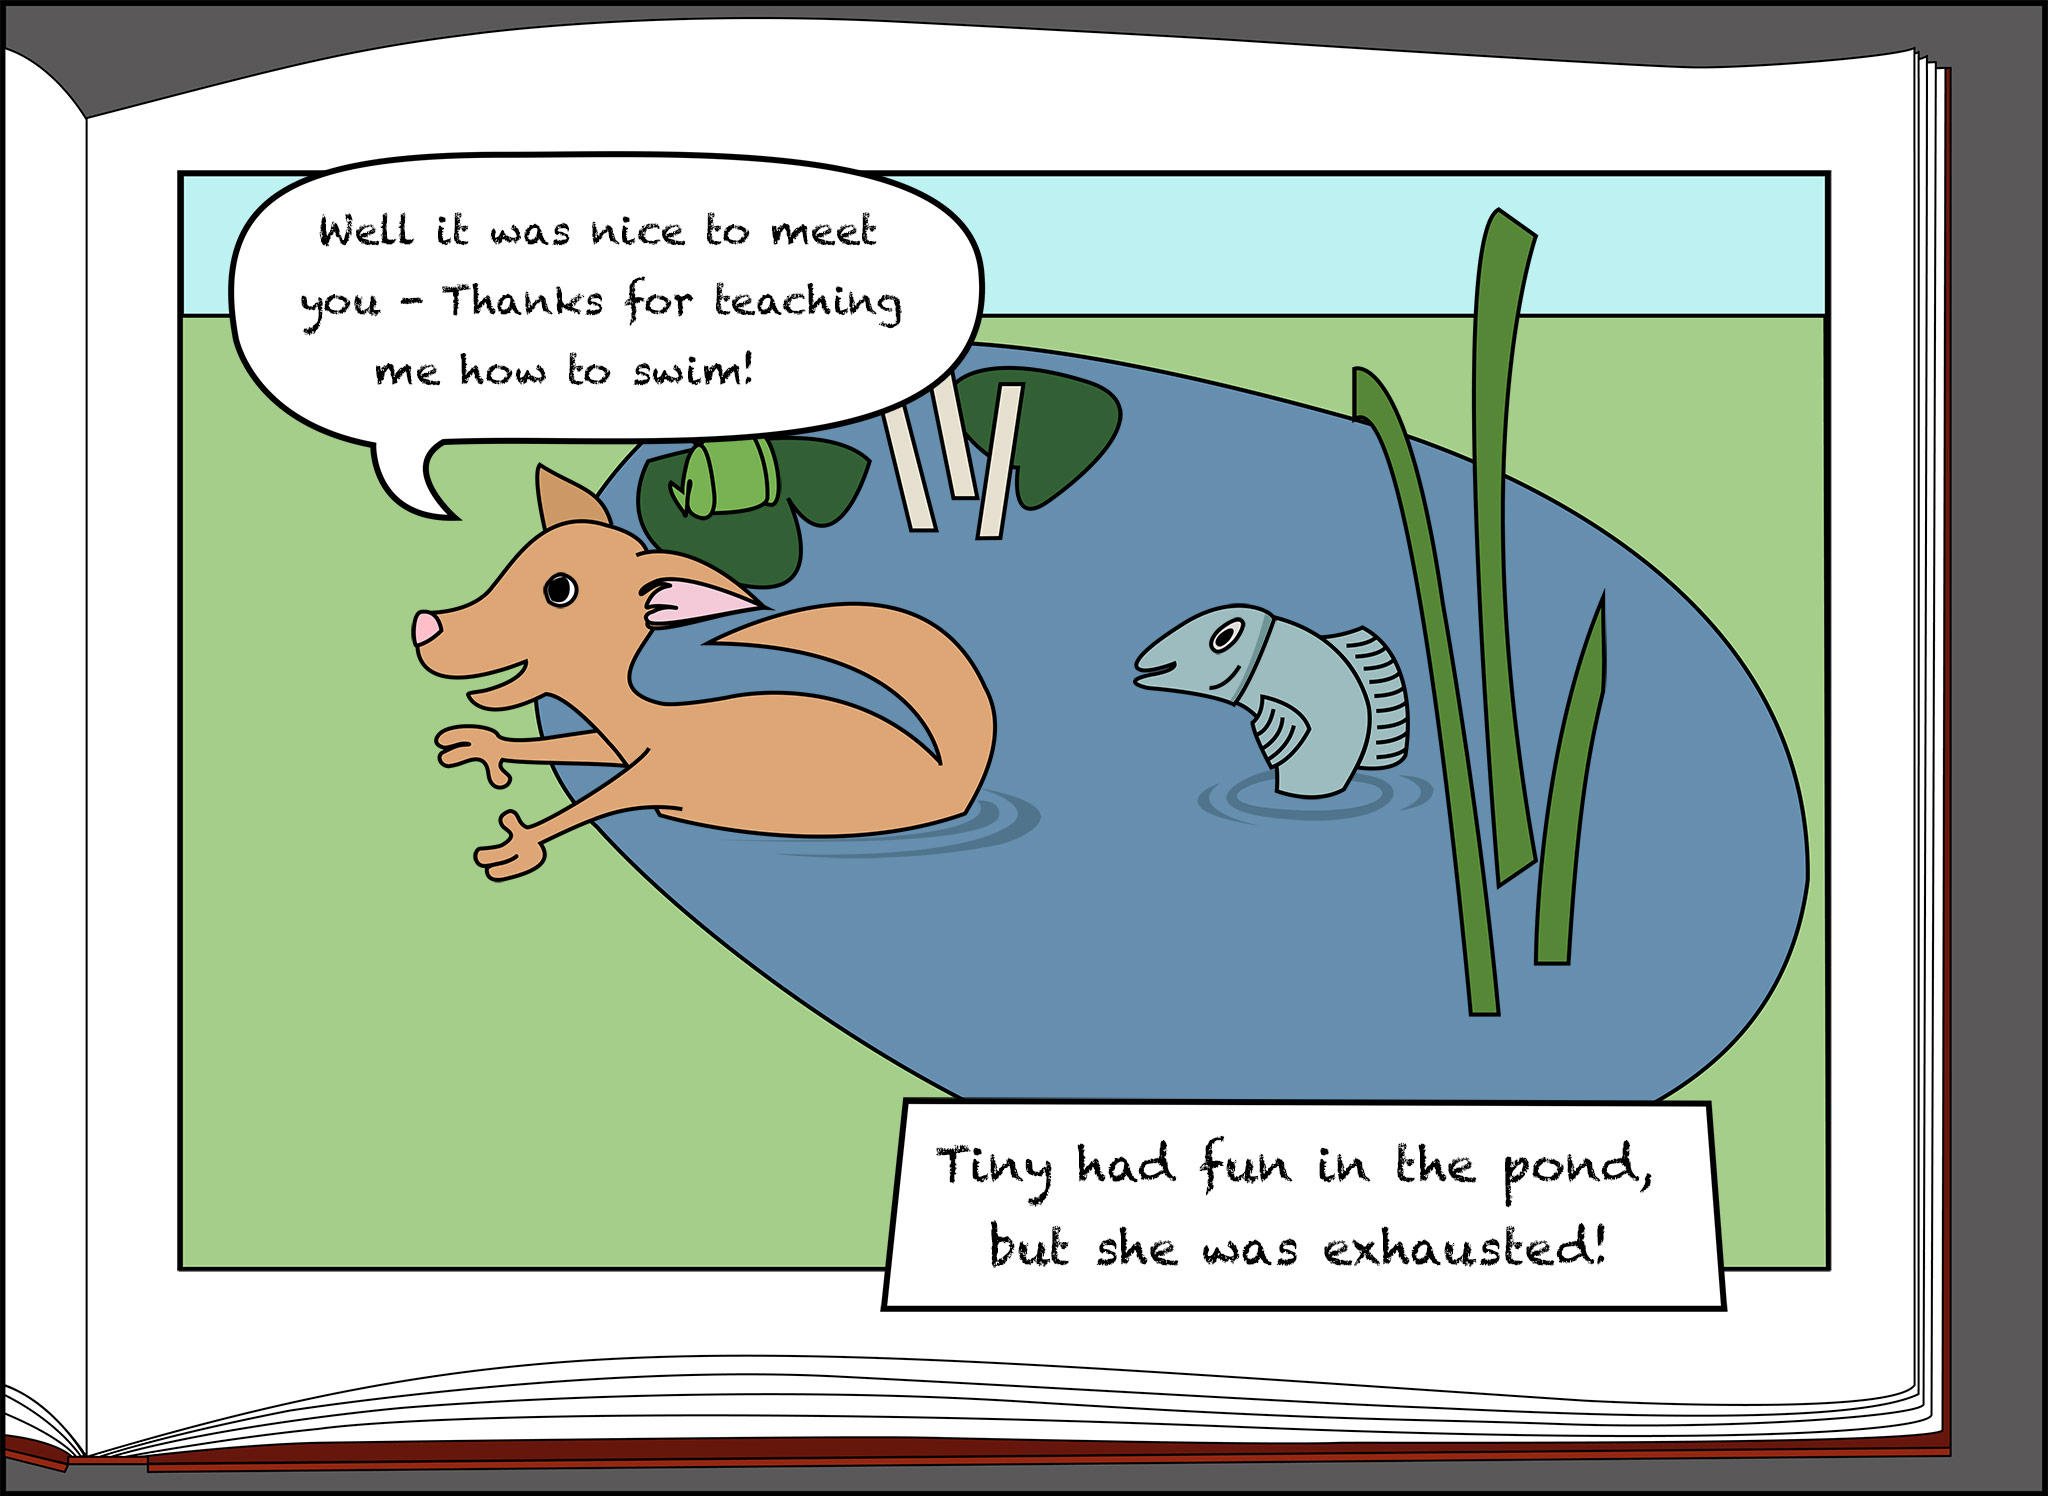 Well it was nice to meet
you - Thanks for teaching
me how to swim!
Tiny had fun in the pond,
but she was exhausted!